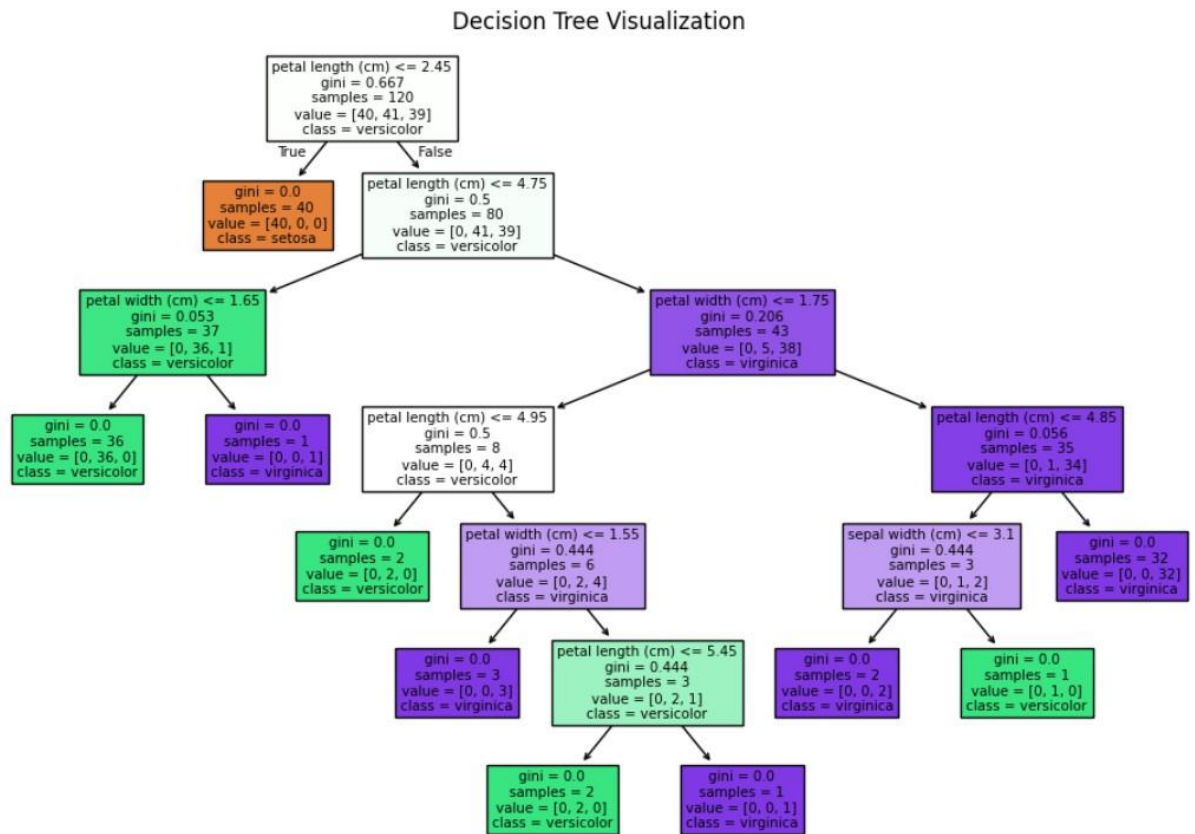 Decision Tree Visualization
petal length (cm) <= 2.45
gini = 0.667
samples = 120
value = [40, 41, 39]
class = versicolor
True
False
gini = 0.0
samples = 40
value = [40, 0, 0]
class = setosa
petal length (cm) <= 4.75
gini = 0.5
samples = 80
value = [0, 41, 39]
class = versicolor
petal width (cm) <= 1.65
gini = 0.053
samples = 37
value = [0, 36, 1]
class = versicolor
petal width (cm) <= 1.75
gini = 0.206
samples = 43
value = [0, 5, 38]
class = virginica
gini = 0.0
samples = 36
value = [0, 36, 0]
class = versicolor
gini = 0.0
samples = 1
value = [0, 0, 1]
class = virginica
petal length (cm) <= 4.95
gini = 0.5
samples = 8
value = [0, 4, 4]
class = versicolor
petal length (cm) <= 4.85
gini = 0.056
samples = 35
value = [0, 1, 34]
class = virginica
gini = 0.0
samples = 2
value = [0, 2, 0]
class = versicolor
petal width (cm) <= 1.55
gini = 0.444
samples = 6
value = [0, 2, 4]
class = virginica
sepal width (cm) <= 3.1
gini = 0.444
samples = 3
value = [0, 1, 2]
class = virginica
gini = 0.0
samples = 32
value = [0, 0, 32]
class = virginica
gini = 0.0
samples = 3
value = [0, 0, 3]
class = virginica
petal length (cm) <= 5.45
gini = 0.444
samples = 3
value = [0, 2, 1]
class = versicolor
gini = 0.0
samples = 2
value = [0, 0, 2]
class = virginica
gini = 0.0
samples = 1
value = [0, 1, 0]
class = versicolor
gini = 0.0
samples = 2
value = [0, 2, 0]
class = versicolor
gini = 0.0
samples = 1
value = [0, 0, 1]
class = virginica